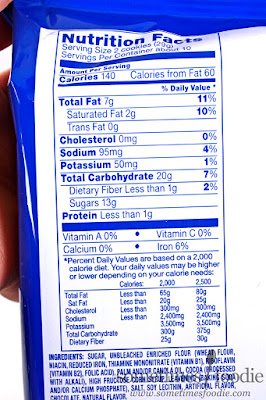 Nutrition Facts
Serving Size 2 cookies (29g)
Servings Per Container about 10
Amount Per Serving
Calories 140 Calories from Fat 60
% Daily Value *
Total Fat 7g 11%
Saturated Fat 2g 10%
Trans Fat 0g
Cholesterol 0mg 0%
Sodium 95mg 4%
Potassium 50mg 1%
Total Carbohydrate 20g 7%
Dietary Fiber Less than 1g 2%
Sugars 13g
Protein Less than 1g
Vitamin A 0% • Vitamin C 0%
Calcium 0% • Iron 6%
*Percent Daily Values are based on a 2,000
calorie diet. Your daily values may be higher
or lower depending on your calorie needs:
Calories: 2,000 2,500
Total Fat Less than 65g 80g
Sat Fat Less than 20g 25g
Cholesterol Less than 300mg 300mg
Sodium Less than 2,400mg 2,400mg
Potassium 3,500mg 3,500mg
Total Carbohydrate 300g 375g
Dietary Fiber 25g 30g
INGREDIENTS: SUGAR, UNBLEACHED ENRICHED FLOUR (WHEAT FLOUR,
NIACIN, REDUCED IRON, THIAMINE MONONITRATE (VITAMIN B1), RIBOFLAVIN
(VITAMIN B2), FOLIC ACID), PALM AND/OR CANOLA OIL, COCOA (PROCESSED
WITH ALKALI), HIGH FRUCTOSE
AND/OR CALCIUM PHOSPHATE), SALT, SOY LECITHIN, ARTIFICIAL FLAVOR,
CHOCOLATE, NATURAL FLAVOR.
Sometimes Foodie
www.sometimesfoodie.com